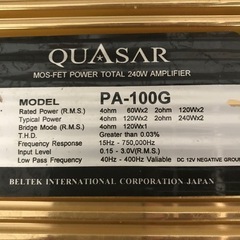 QUASAR
MOS-FET POWER TOTAL 240W AMPLIFIER
MODEL PA-100G
Rated Power (R.M.S.) 4ohm 60Wx2 2ohm 120Wx2
Typical Power 4ohm 120Wx2 2ohm 240Wx2
Bridge Mode (R.M.S.) 4ohm 120Wx1
T.H.D. Greater than 0.03%
Frequency Response 15Hz - 750,000Hz
Input Level 0.15 - 3.0V(R.M.S.)
Low Pass Frequency 40Hz - 400Hz Valiable DC 12V NEGATIVE GROUND
BELTEK INTERNATIONAL CORPORATION JAPAN